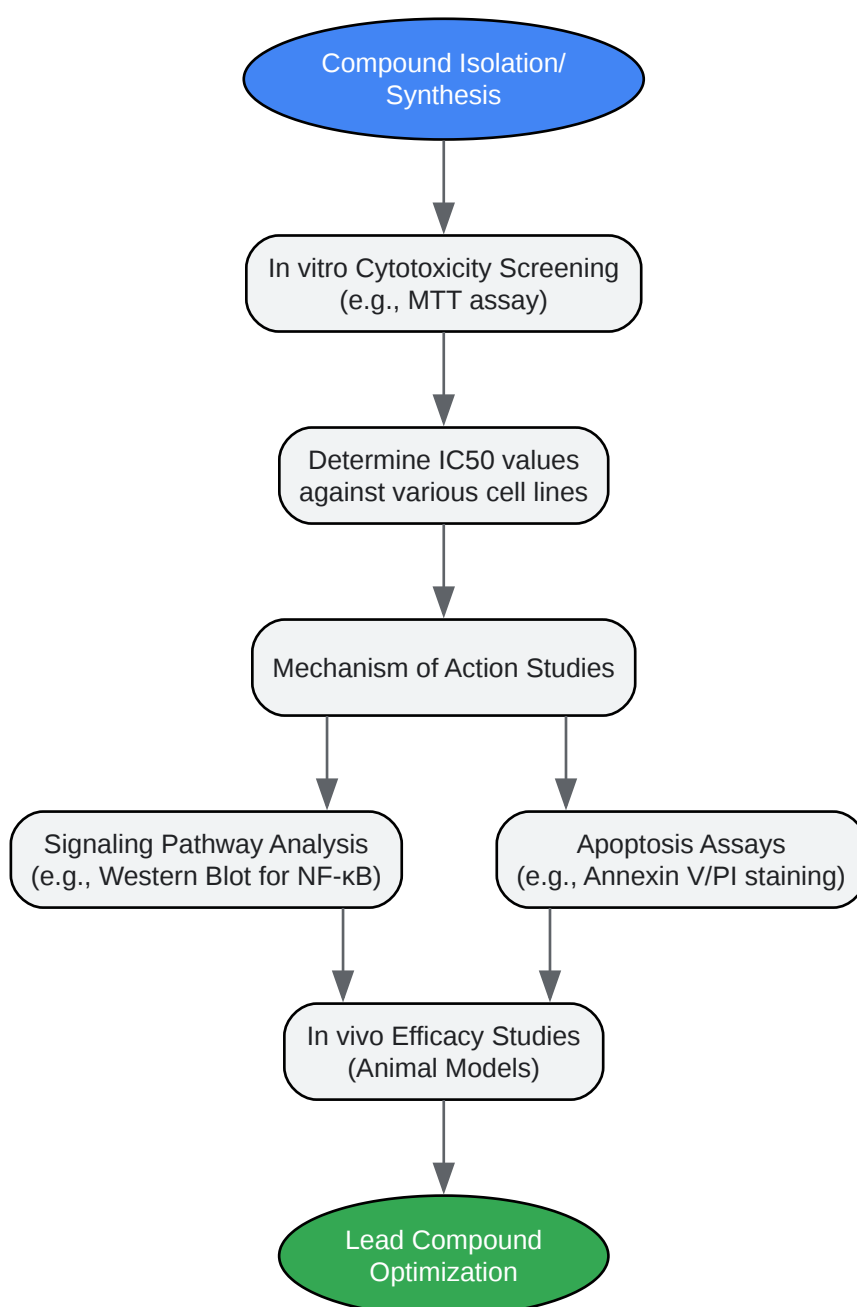 Compound Isolation/
Synthesis
In vitro Cytotoxicity Screening
(e.g., MTT assay)
Determine IC50 values
against various cell lines
Mechanism of Action Studies
Signaling Pathway Analysis
(e.g., Western Blot for NF-κB)
Apoptosis Assays
(e.g., Annexin V/PI staining)
In vivo Efficacy Studies
(Animal Models)
Lead Compound
Optimization